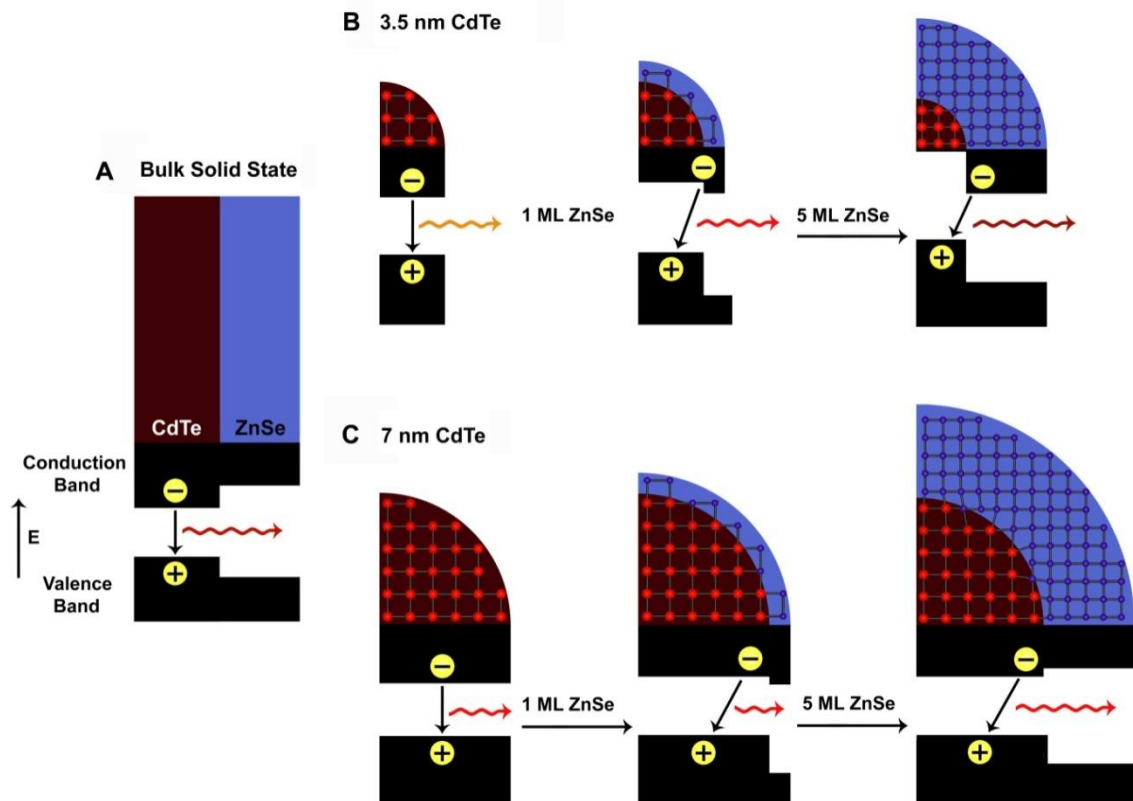 A Bulk Solid State
CdTe ZnSe
Conduction
Band
E
Valence
Band
B 3.5 nm CdTe
1 ML ZnSe
5 ML ZnSe
C 7 nm CdTe
1 ML ZnSe
5 ML ZnSe